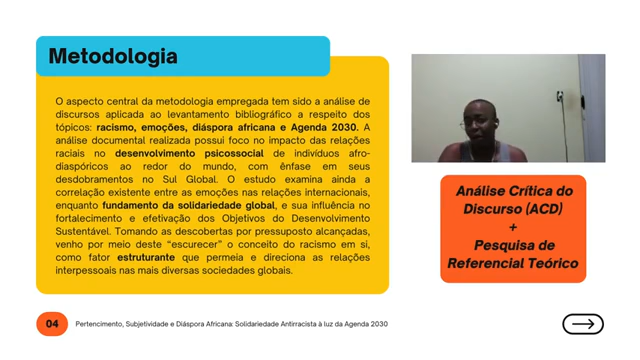 Metodologia
O aspecto central da metodologia empregada tem sido a análise de
discursos aplicada ao levantamento bibliográfico a respeito dos
tópicos: racismo, emoções, diáspora africana e Agenda 2030. A
análise documental realizada possui foco no impacto das relações
raciais no desenvolvimento psicossocial de indivíduos afro-
diaspóricos ao redor do mundo, com ênfase em seus
desdobramentos no Sul Global. O estudo examina ainda a
correlação existente entre as emoções nas relações internacionais,
enquanto fundamento da solidariedade global, e sua influência no
fortalecimento e efetivação dos Objetivos do Desenvolvimento
Sustentável. Tomando as descobertas por pressuposto alcançadas,
venho por meio deste “escurecer” o conceito do racismo em si,
como fator estruturante que permeia e direciona as relações
interpessoais nas mais diversas sociedades globais.
Análise Crítica do
Discurso (ACD)
+
Pesquisa de
Referencial Teórico
04
Pertencimento, Subjetividade e Diáspora Africana: Solidariedade Antirracista à luz da Agenda 2030